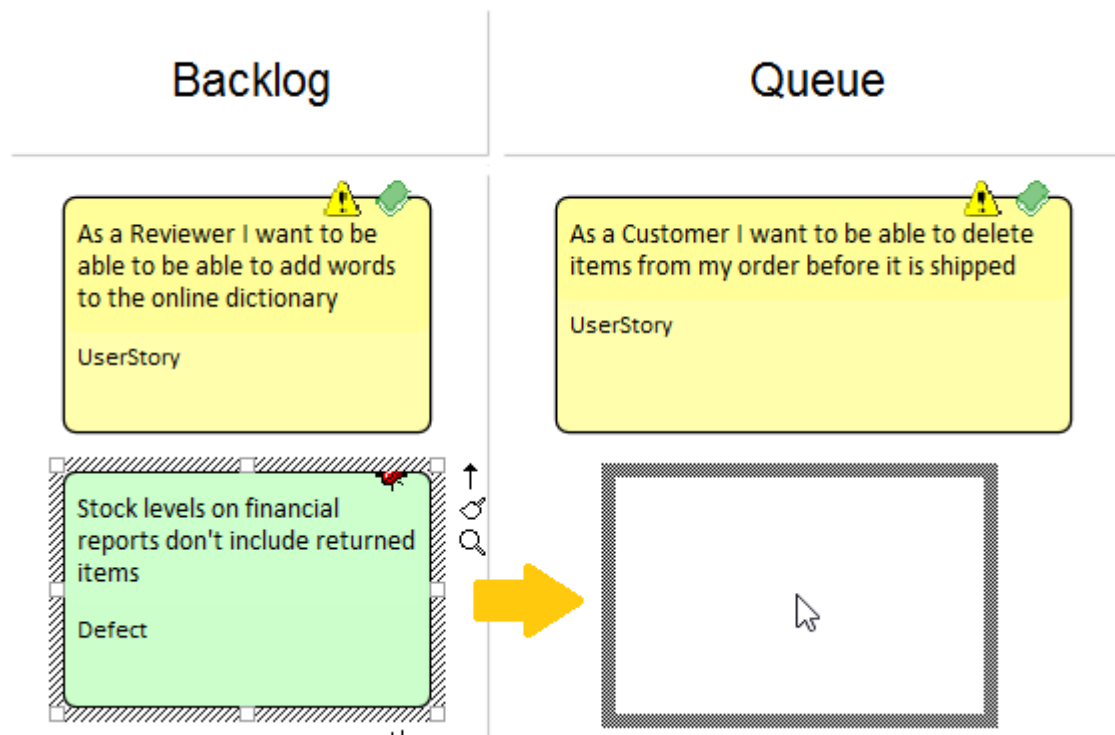 Backlog
Queue
As a Reviewer I want to be
able to be able to add words
to the online dictionary
UserStory
As a Customer I want to be able to delete
items from my order before it is shipped
UserStory
Stock levels on financial
reports don't include returned
items
Defect